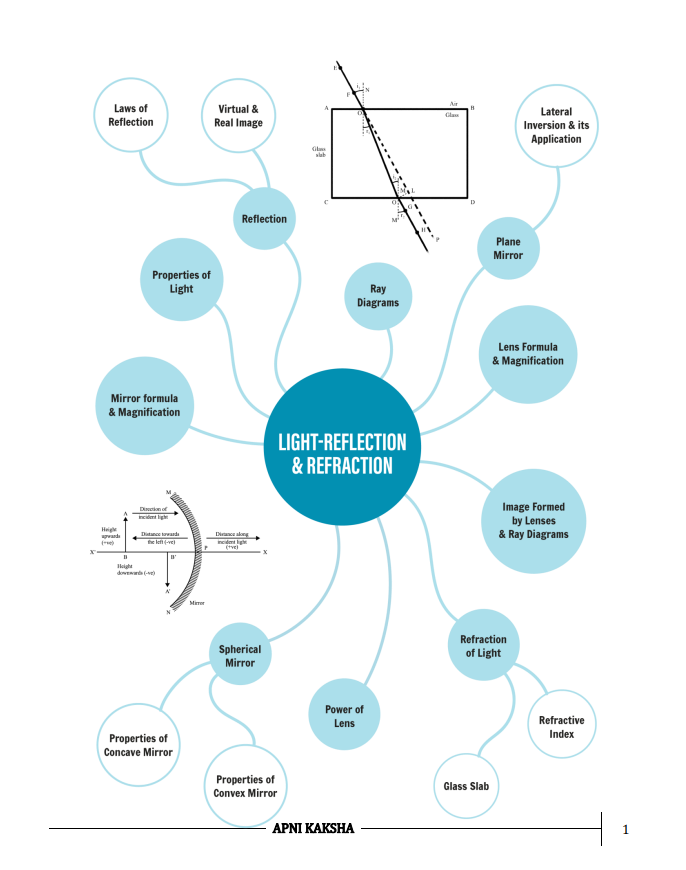 Laws of
Reflection
Virtual &
Real Image
Lateral
Inversion & its
Application
E
i₁
N
F
A
Air
B
O
Glass
Glass
slab
M
L
C
O'
G
D
M'
H
P
Reflection
Plane
Mirror
Properties of
Light
Ray
Diagrams
Lens Formula
& Magnification
Mirror formula
& Magnification
LIGHT-REFLECTION
& REFRACTION
Image Formed
by Lenses
& Ray Diagrams
M
A
Direction of
incident light
Height
upwards
(+ve)
Distance towards
the left (-ve)
Distance along
incident light
(+ve)
X'
B
B'
P
X
Height
downwards (-ve)
A'
Mirror
N
Spherical
Mirror
Refraction
of Light
Power of
Lens
Refractive
Index
Properties of
Concave Mirror
Properties of
Convex Mirror
Glass Slab
APNI KAKSHA
1